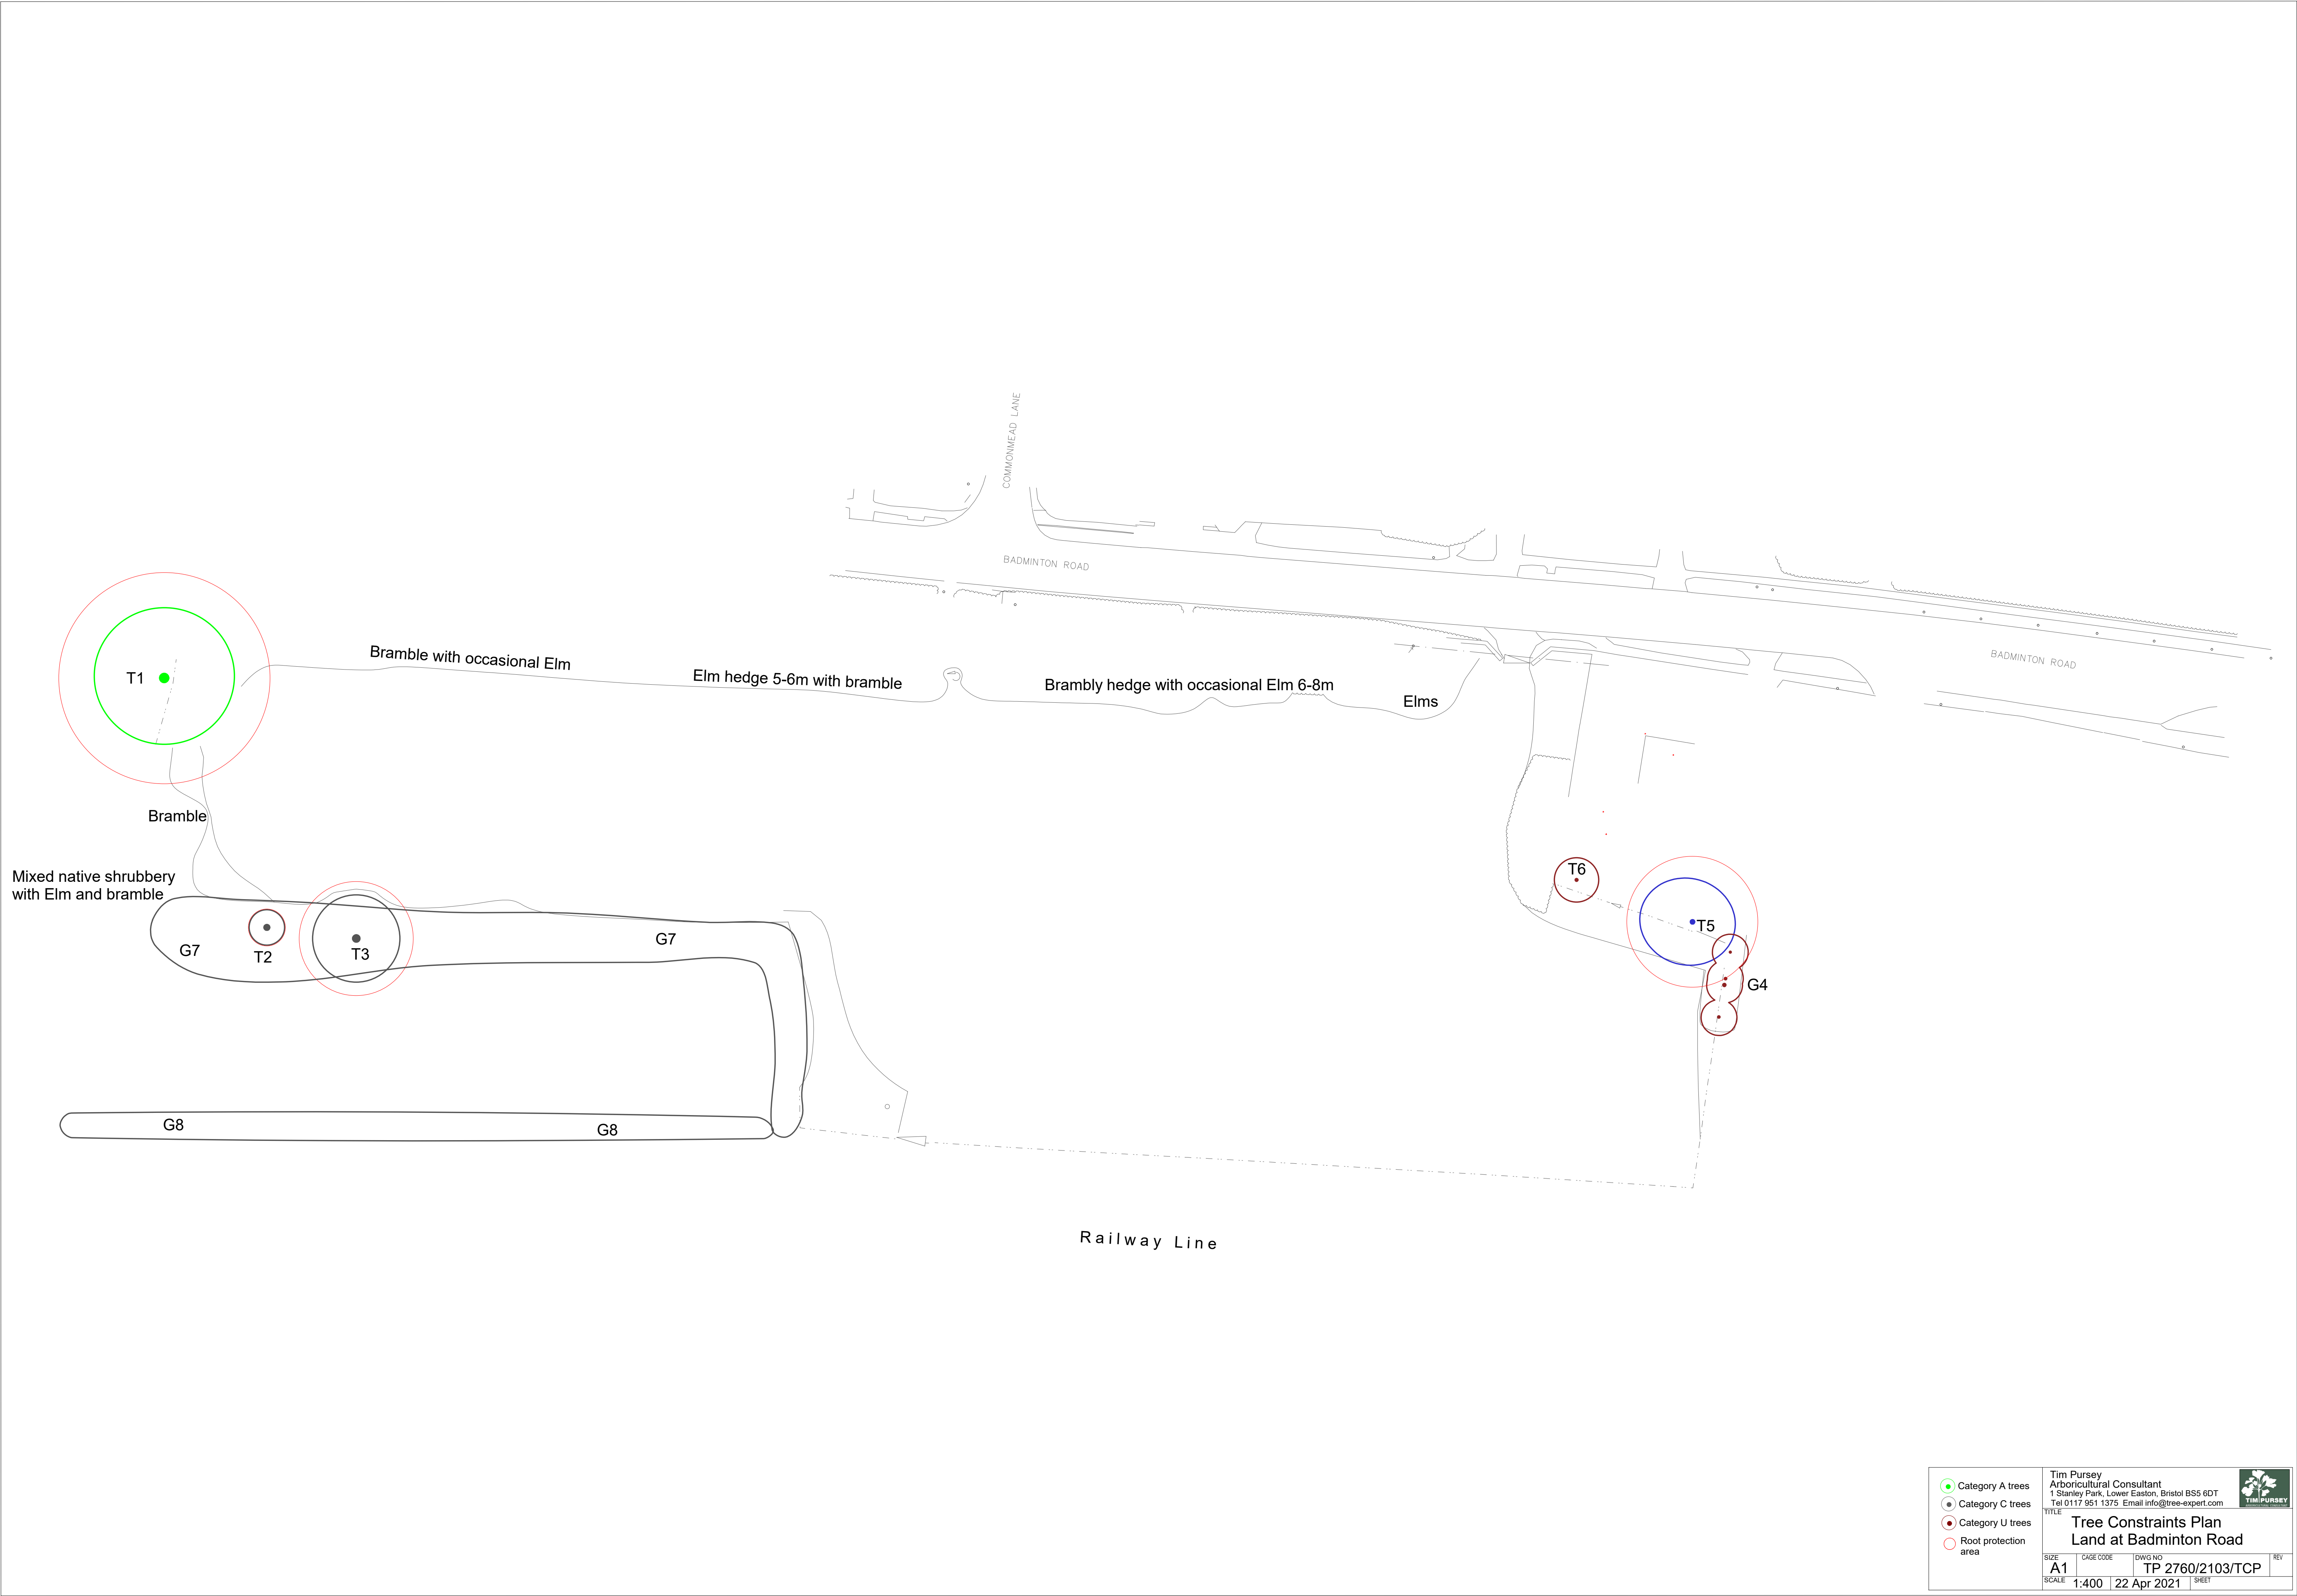 COMMONMEAD LANE
BADMINTON ROAD
BADMINTON ROAD
T1
Bramble with occasional Elm
Elm hedge 5-6m with bramble
Brambly hedge with occasional Elm 6-8m
Elms
Bramble
Mixed native shrubbery
with Elm and bramble
T6
T5
G4
G7
T2
T3
G7
G8
G8
Railway Line
Category A trees
Category C trees
Category U trees
Root protection
area
Tim Pursey
Arboricultural Consultant
1 Stanley Park, Lower Easton, Bristol BS5 6DT
Tel 0117 951 1375 Email info@tree-expert.com
TIM PURSEY
TITLE
Tree Constraints Plan
Land at Badminton Road
SIZE
A1
CAGE CODE
DWG NO
TP 2760/2103/TCP
REV
SCALE
1:400
22 Apr 2021
SHEET